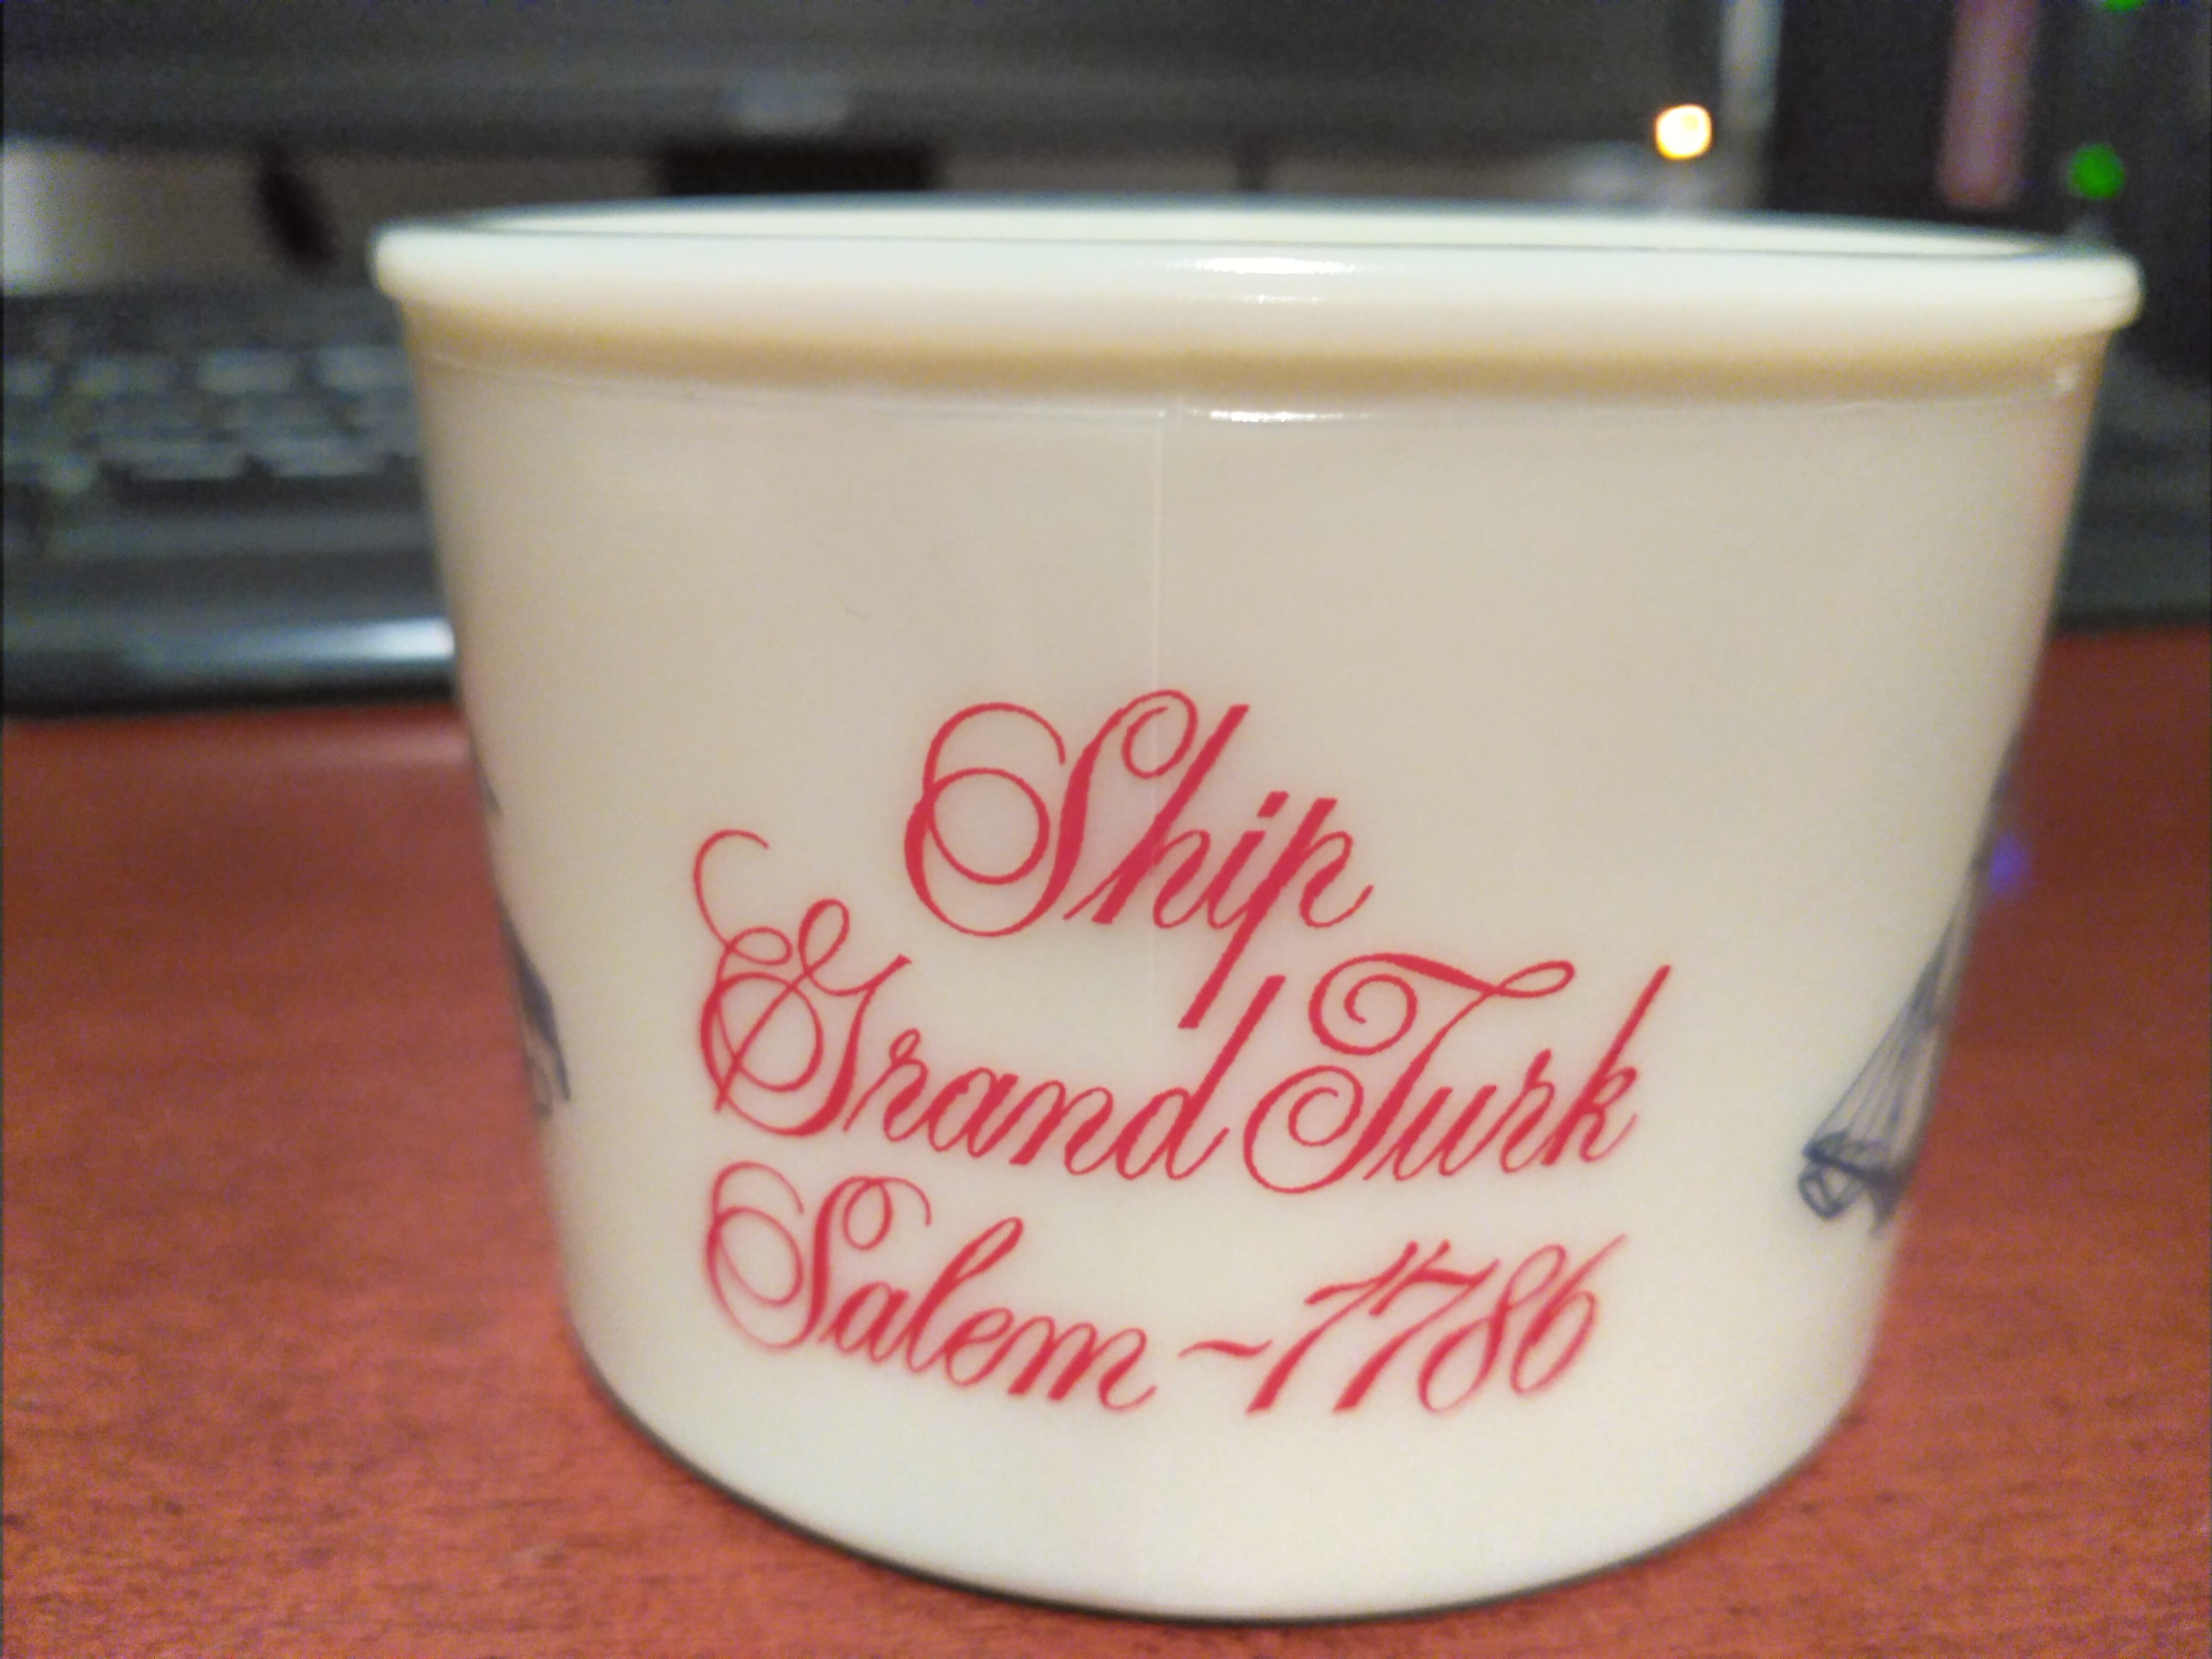 Ship
Grand Turk
Salem ~ 1786